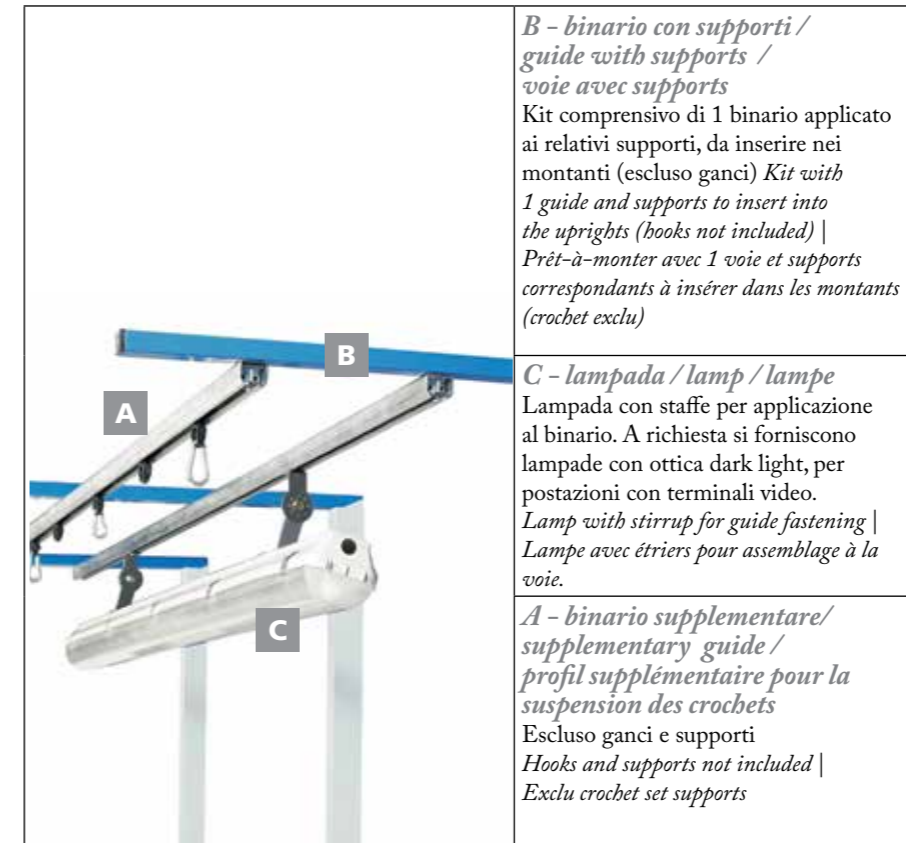 B
A
C
B – binario con supporti /
guide with supports /
voie avec supports
Kit comprensivo di 1 binario applicato
ai relativi supporti, da inserire nei
montanti (escluso ganci) Kit with
1 guide and supports to insert into
the uprights (hooks not included) |
Prêt-à-monter avec 1 voie et supports
correspondants à insérer dans les montants
(crochet exclu)
C – lampada / lamp / lampe
Lampada con staffe per applicazione
al binario. A richiesta si forniscono
lampade con ottica dark light, per
postazioni con terminali video.
Lamp with stirrup for guide fastening |
Lampe avec étriers pour assemblage à la
voie.
A – binario supplementare/
supplementary guide /
profil supplémentaire pour la
suspension des crochets
Escluso ganci e supporti
Hooks and supports not included |
Exclu crochet set supports